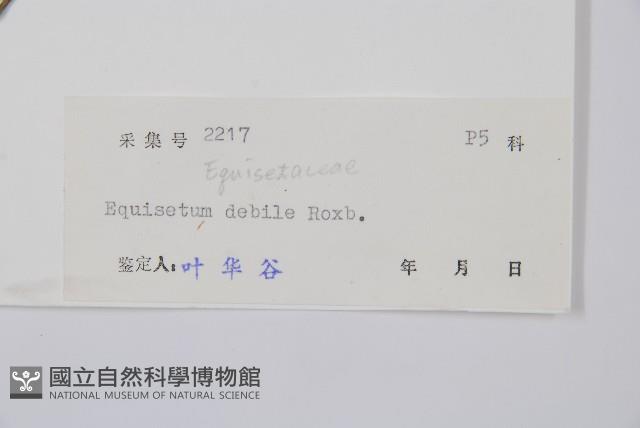 采集号 2217 P5 科
Equisetaceae
Equisetum debile Roxb.
鉴定人: 叶华谷 年 月 日
國立自然科學博物館
NATIONAL MUSEUM OF NATURAL SCIENCE